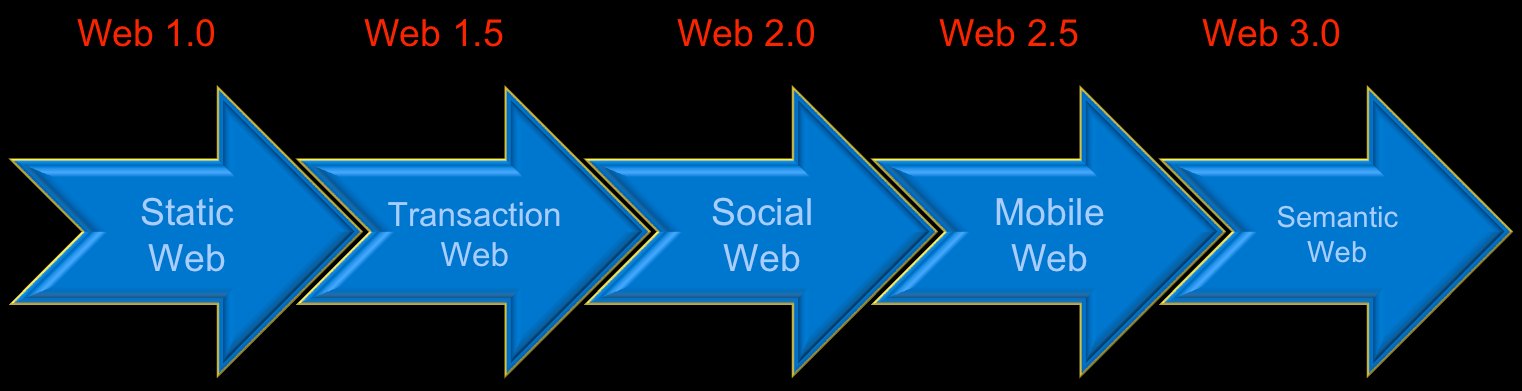 Web 1.0
Web 1.5
Web 2.0
Web 2.5
Web 3.0
Static
Web
Transaction
Web
Social
Web
Mobile
Web
Semantic
Web